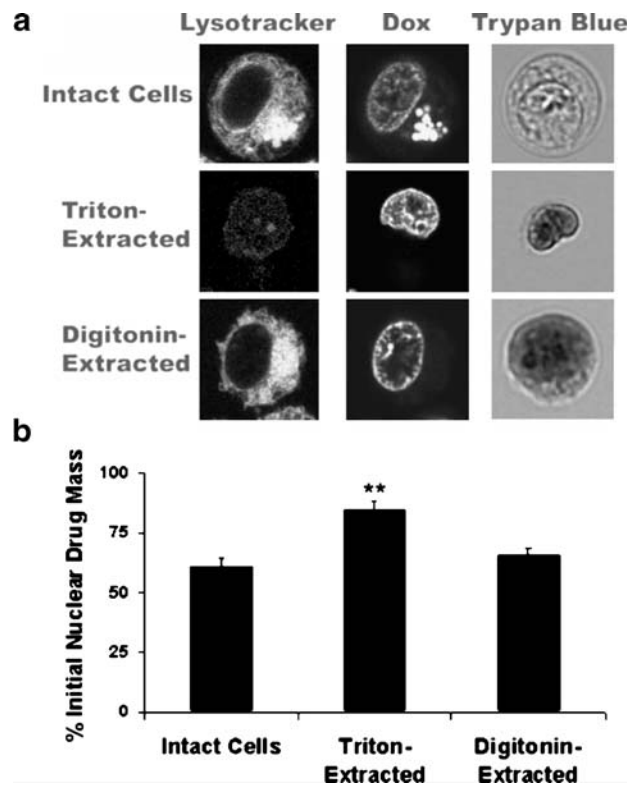 a
Lysotracker Dox Trypan Blue
Intact Cells
Triton-
Extracted
Digitonin-
Extracted
b
% Initial Nuclear Drug Mass
100
75
50
25
0
**
Intact Cells
Triton-
Extracted
Digitonin-
Extracted